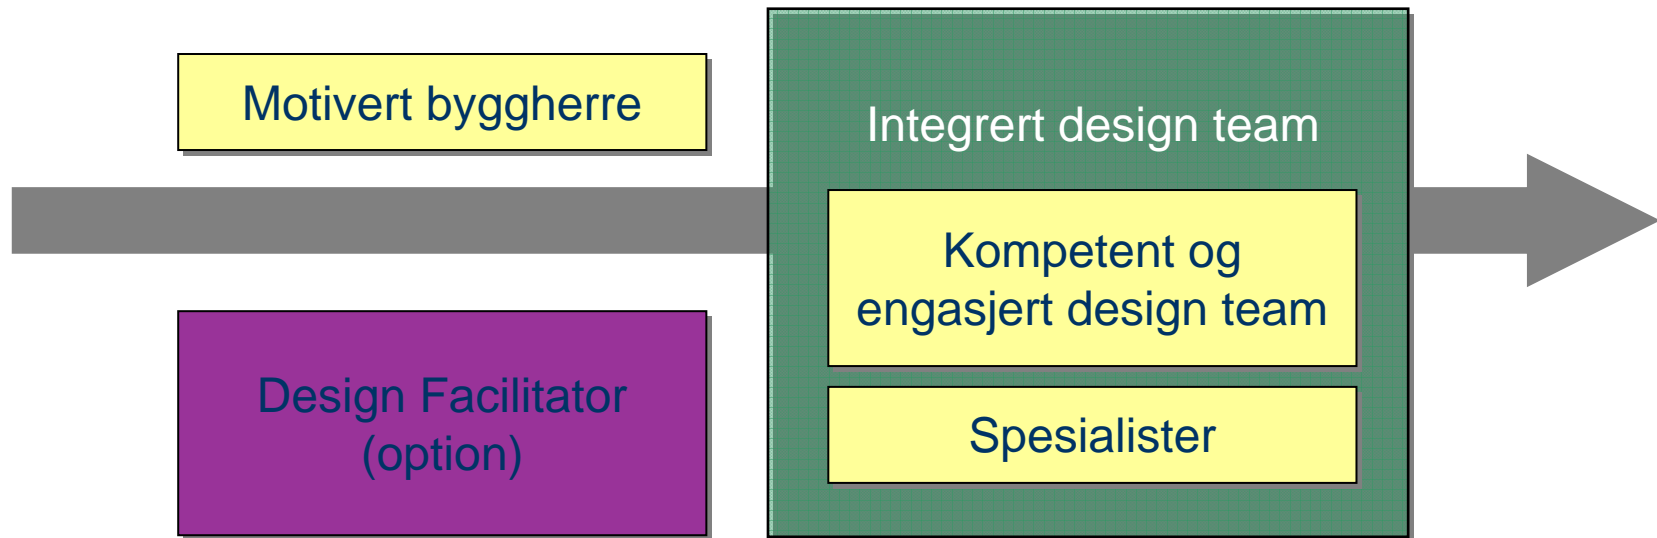 Motivert byggherre
Design Facilitator
(option)
Integrert design team
Kompetent og
engasjert design team
Spesialister